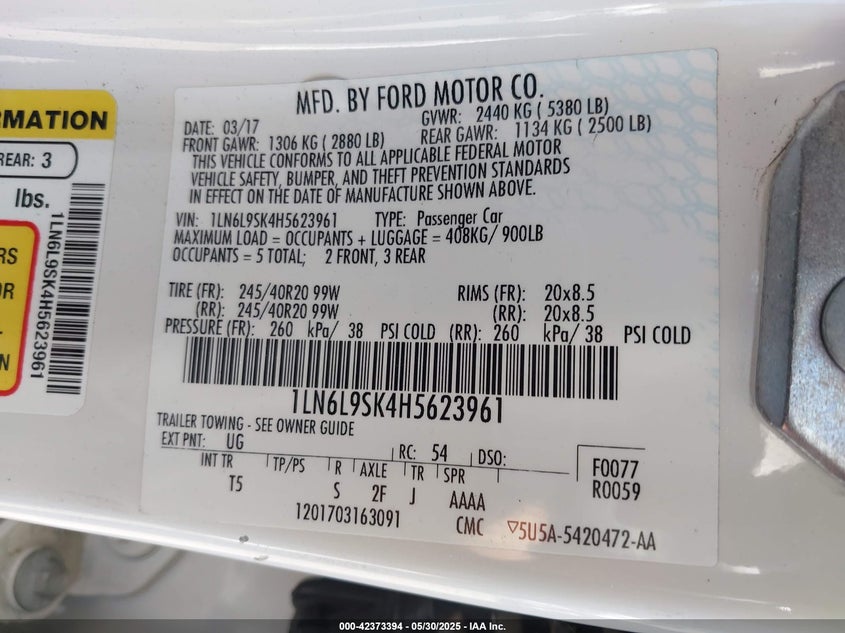 MFD. BY FORD MOTOR CO.
DATE: 03/17 GVWR: 2440 KG ( 5380 LB)
FRONT GAWR: 1306 KG ( 2880 LB) REAR GAWR: 1134 KG ( 2500 LB)
THIS VEHICLE CONFORMS TO ALL APPLICABLE FEDERAL MOTOR
VEHICLE SAFETY, BUMPER, AND THEFT PREVENTION STANDARDS
IN EFFECT ON THE DATE OF MANUFACTURE SHOWN ABOVE.
VIN: 1LN6L9SK4H5623961 TYPE: Passenger Car
MAXIMUM LOAD = OCCUPANTS + LUGGAGE = 408KG/ 900LB
OCCUPANTS = 5 TOTAL; 2 FRONT, 3 REAR
TIRE (FR): 245/40R20 99W RIMS (FR): 20x8.5
(RR): 245/40R20 99W (RR): 20x8.5
PRESSURE (FR): 260 kPa/ 38 PSI COLD (RR): 260 kPa/ 38 PSI COLD
1LN6L9SK4H5623961
TRAILER TOWING - SEE OWNER GUIDE
EXT PNT: UG RC: 54 DSO:
INT TR TP/PS R AXLE TR SPR
T5 S 2F J AAAA
F0077
R0059
1201703163091 CMC 5U5A-5420472-AA
RMATION
REAR: 3
lbs.
1LN6L9SK4H5623961
RS
OR
L.
N
000-42373394 - 05/30/2025 - IAA Inc.